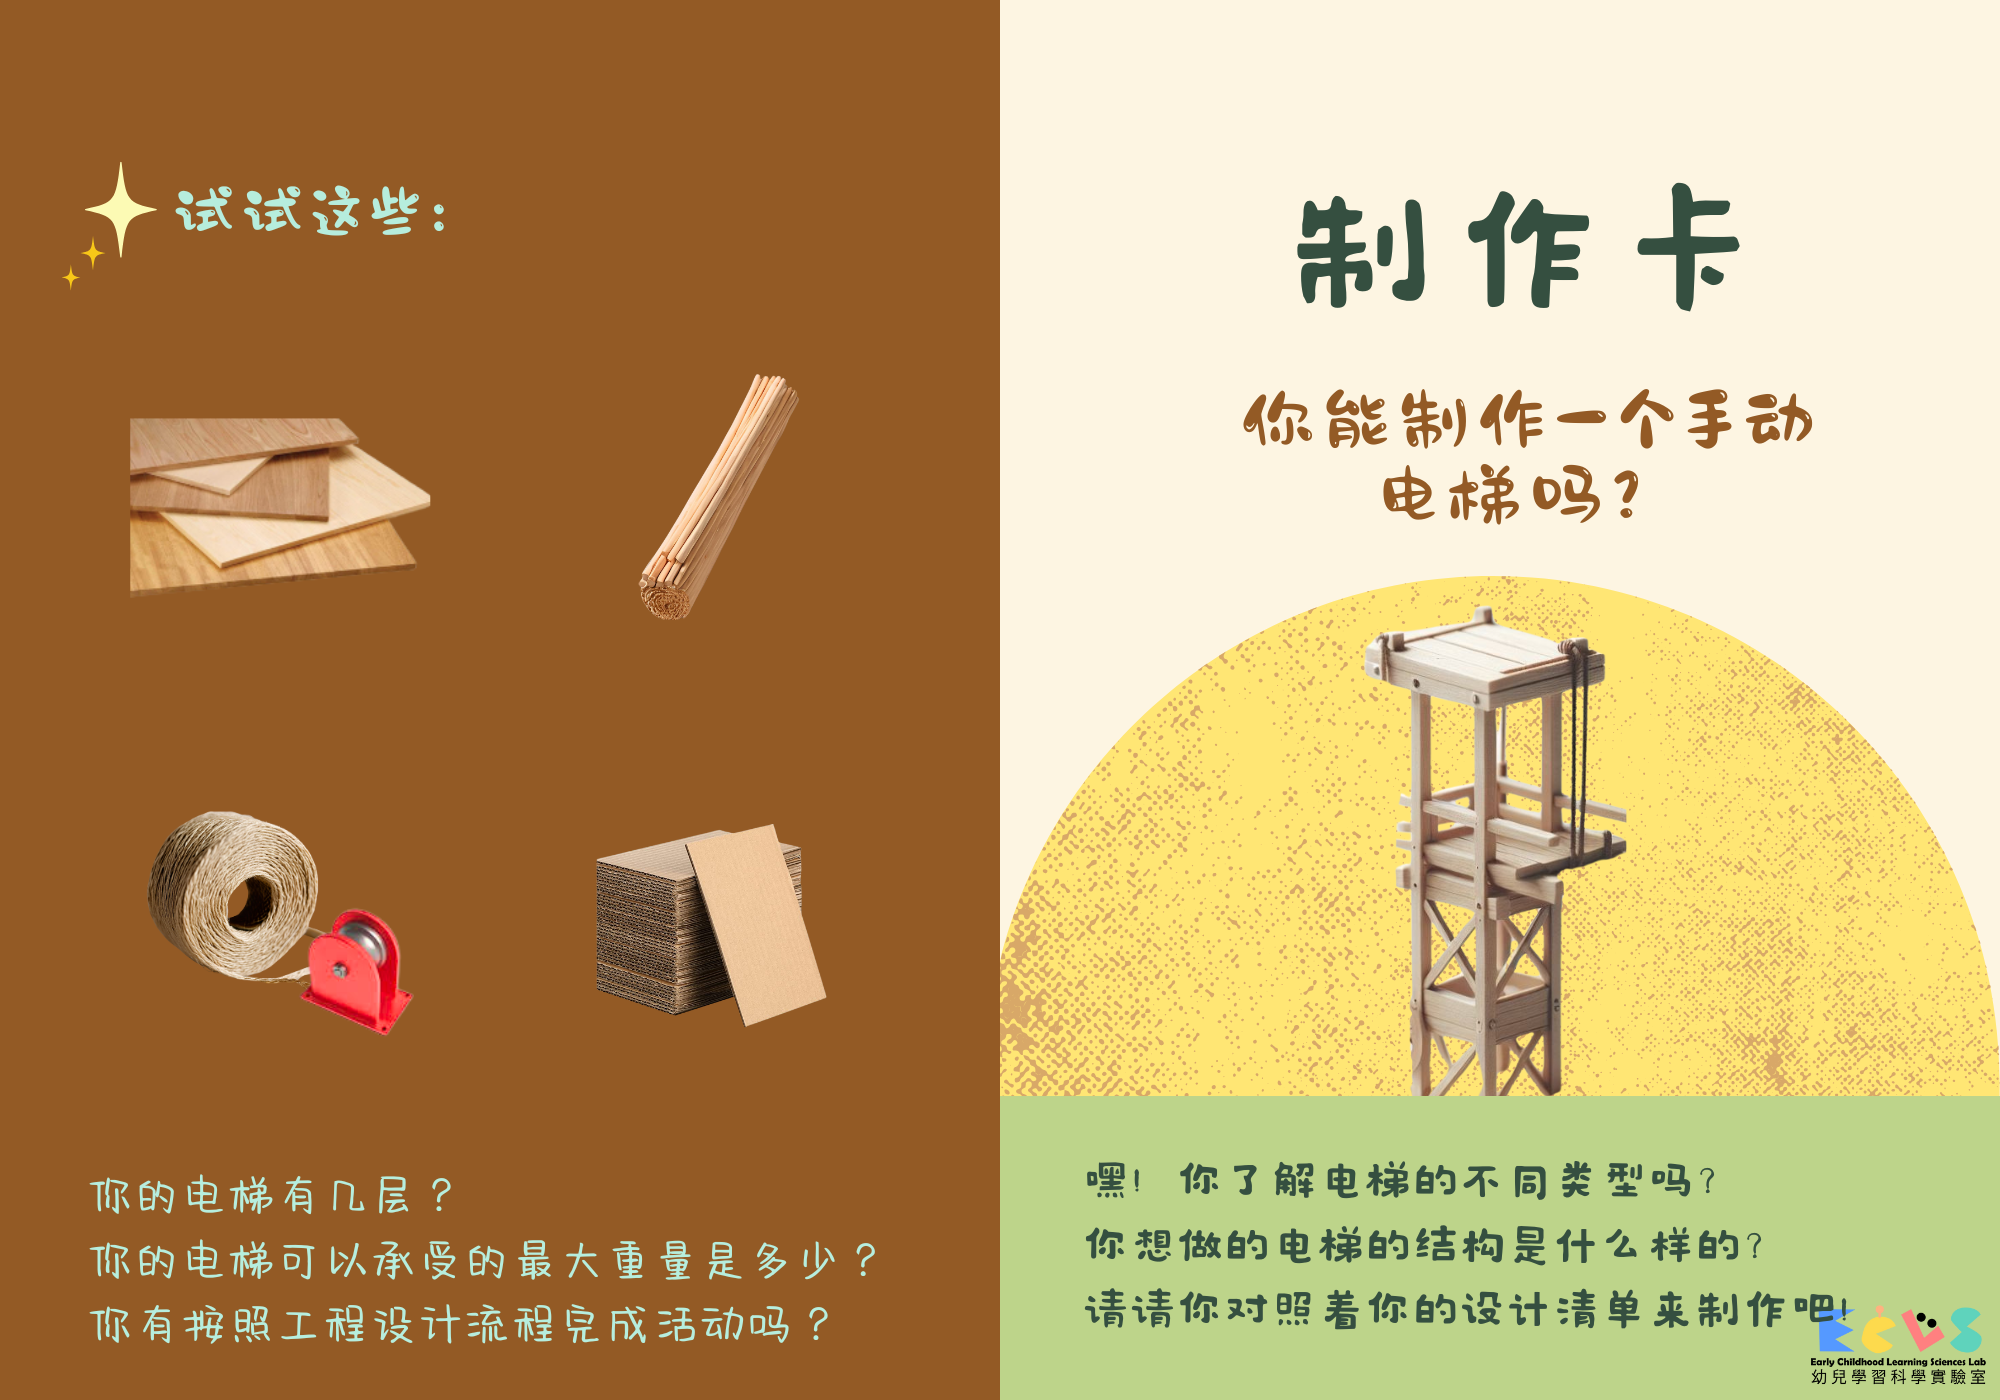 试试这些：
你的电梯有几层？
你的电梯可以承受的最大重量是多少？
你有按照工程设计流程完成活动吗？
制作卡
你能制作一个手动
电梯吗？
嘿！你了解电梯的不同类型吗？
你想做的电梯的结构是什么样的？
请请你对照着你的设计清单来制作吧！
ECLS
Early Childhood Learning Sciences Lab
幼兒學習科學實驗室